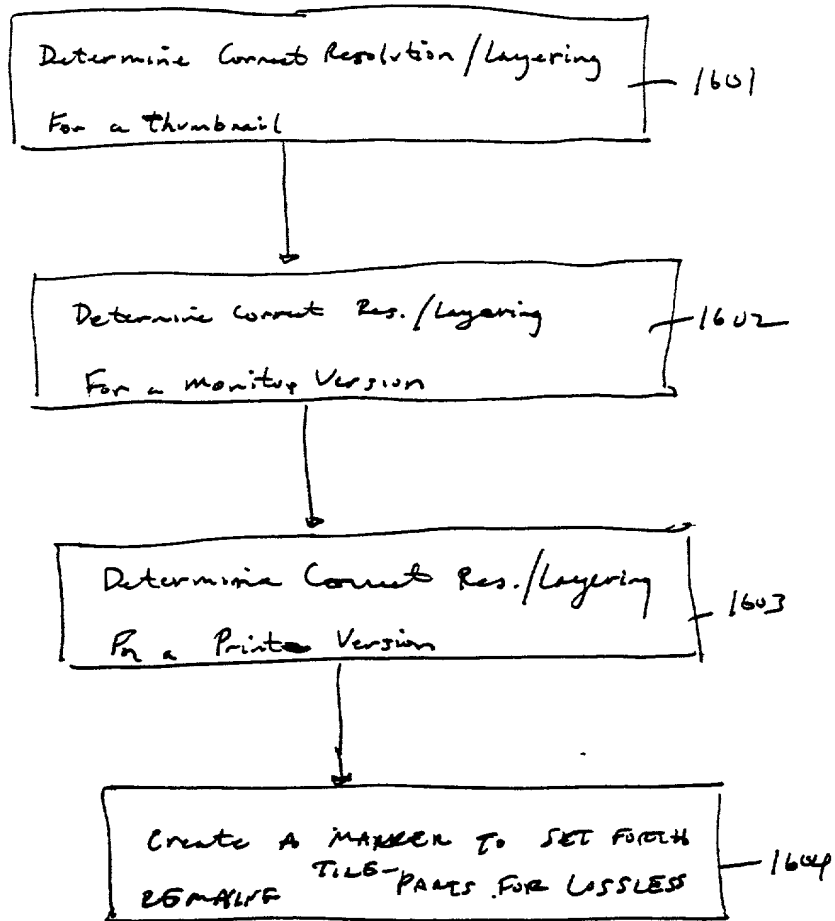 Determine Correct Resolution/Layering
1601
For a thumbnail
Determine Correct Res./Layering
1602
For a Monitor Version
Determine Correct Res./Layering
1603
For a Print Version
1604
Create A MARKER TO SET FORTH
TILE-PARTS FOR LOSSLESS